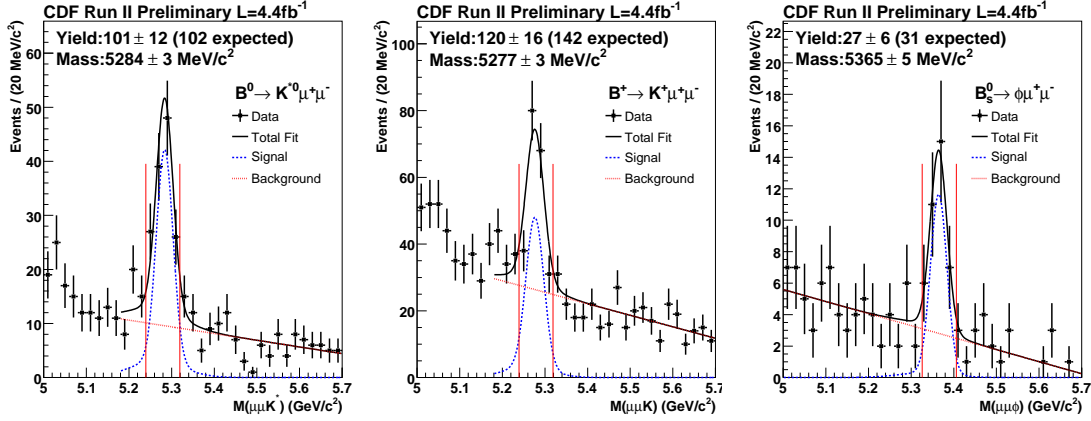 CDF Run II Preliminary L=4.4fb⁻¹
Yield:101± 12 (102 expected)
Mass:5284 ± 3 MeV/c²
B⁰→ K*⁰μ⁺μ⁻
Data
Total Fit
Signal
Background
Events / (20 MeV/c²)
60
50
40
30
20
10
0
5 5.1 5.2 5.3 5.4 5.5 5.6 5.7
M(μμK*) (GeV/c²)
CDF Run II Preliminary L=4.4fb⁻¹
Yield:120 ± 16 (142 expected)
Mass:5277 ± 3 MeV/c²
B⁺→ K⁺μ⁺μ⁻
Data
Total Fit
Signal
Background
Events / (20 MeV/c²)
100
80
60
40
20
0
5 5.1 5.2 5.3 5.4 5.5 5.6 5.7
M(μμK) (GeV/c²)
CDF Run II Preliminary L=4.4fb⁻¹
Yield:27 ± 6 (31 expected)
Mass:5365 ± 5 MeV/c²
B⁰ₛ→ φμ⁺μ⁻
Data
Total Fit
Signal
Background
Events / (20 MeV/c²)
22
20
18
16
14
12
10
8
6
4
2
0
5 5.1 5.2 5.3 5.4 5.5 5.6 5.7
M(μμφ) (GeV/c²)